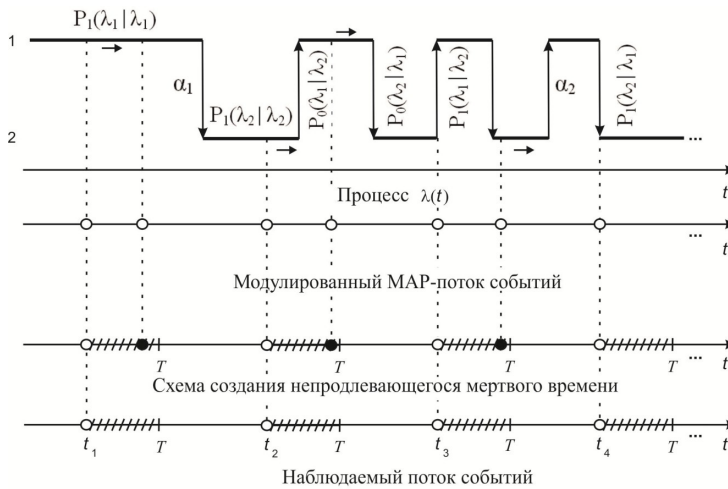 P₁(λ₁|λ₁)
1
α₁
P₁(λ₂|λ₂)
P₀(λ₁|λ₂)
P₀(λ₂|λ₁)
P₁(λ₁|λ₂)
α₂
P₁(λ₂|λ₁)
2
...
t
Процесс λ(t)
...
t
Модулированный MAP-поток событий
...
T T T T t
Схема создания непродлевающегося мертвого времени
...
t₁ T t₂ T t₃ T t₄ T t
Наблюдаемый поток событий